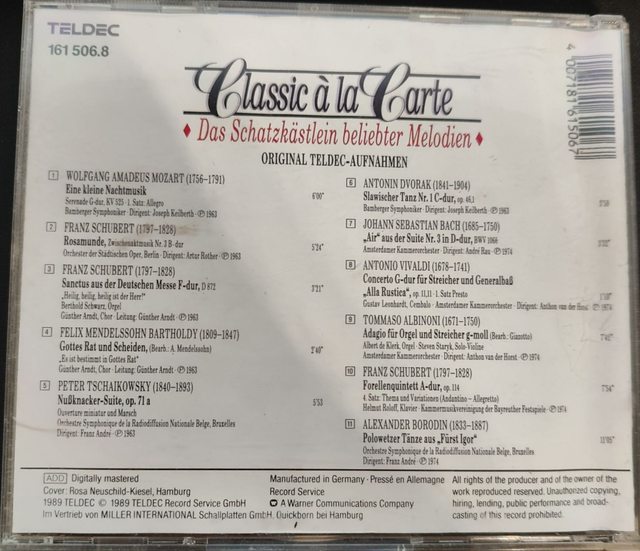 TELDEC
161 506.8
4 007181 615067
Classic à la Carte
Das Schatzkästlein beliebter Melodien
ORIGINAL TELDEC-AUFNAHMEN
1 WOLFGANG AMADEUS MOZART (1756–1791)
Eine kleine Nachtmusik 6'00"
Serenade G-dur, KV 525 · 1. Satz: Allegro
Bamberger Symphoniker · Dirigent: Joseph Keilberth · ℗ 1963
2 FRANZ SCHUBERT (1797–1828)
Rosamunde, Zwischenaktmusik Nr. 3 B-dur 5'24"
Orchester der Städtischen Oper, Berlin · Dirigent: Artur Rother · ℗ 1963
3 FRANZ SCHUBERT (1797–1828)
Sanctus aus der Deutschen Messe F-dur, D 872 3'21"
„Heilig, heilig, heilig ist der Herr!"
Berthold Schwarz, Orgel
Günther Arndt, Chor · Leitung: Günther Arndt · ℗ 1963
4 FELIX MENDELSSOHN BARTHOLDY (1809–1847)
Gottes Rat und Scheiden, (Bearb.: A. Mendelssohn) 2'40"
„Es ist bestimmt in Gottes Rat"
Günther Arndt, Chor · Leitung: Günther Arndt · ℗ 1963
5 PETER TSCHAIKOWSKY (1840–1893)
Nußknacker-Suite, op. 71 a 5'53
Ouverture miniatur und Marsch
Orchestre Symphonique de la Radiodiffusion Nationale Belge, Bruxelles
Dirigent: Franz André · ℗ 1963
6 ANTONIN DVORAK (1841–1904)
Slawischer Tanz Nr. 1 C-dur, op. 46,1
Bamberger Symphoniker · Dirigent: Joseph Keilberth · ℗ 1963
7 JOHANN SEBASTIAN BACH (1685–1750)
„Air" aus der Suite Nr. 3 in D-dur, BWV 1068
Amsterdamer Kammerorchester · Dirigent: André Rieu · ℗ 1974
8 ANTONIO VIVALDI (1678–1741)
Concerto G-dur für Streicher und Generalbaß
„Alla Rustica", op. 11,11 · 1. Satz Presto
Gustav Leonhardt, Cembalo · Amsterdamer Kammerorchester · Dirigent: Anthon van der Horst · ℗ 1974
9 TOMMASO ALBINONI (1671–1750)
Adagio für Orgel und Streicher g-moll (Bearb: Giazotto)
Albert de Klerk, Orgel · Steven Staryk, Solo-Violine
Amsterdamer Kammerorchester · Dirigent: Anthon van der Horst · ℗ 1974
10 FRANZ SCHUBERT (1797–1828)
Forellenquintett A-dur, op. 114 7'54"
4. Satz: Thema und Variationen (Andantino – Allegretto)
Helmut Roloff, Klavier · Kammermusikvereinigung der Bayreuther Festspiele · ℗ 1974
11 ALEXANDER BORODIN (1833–1887)
Polowetzer Tänze aus „Fürst Igor" 11'05"
Orchestre Symphonique de la Radiodiffusion Nationale Belge, Bruxelles
Dirigent: Franz André · ℗ 1974
ADD Digitally mastered
Cover: Rosa Neuschild-Kiesel, Hamburg
1989 TELDEC © 1989 TELDEC Record Service GmbH
Im Vertrieb von MILLER INTERNATIONAL Schallplatten GmbH, Quickborn bei Hamburg
Manufactured in Germany · Pressé en Allemagne
Record Service
A Warner Communications Company
All rights of the producer and of the owner of the
work reproduced reserved. Unauthorized copying,
hiring, lending, public performance and broad-
casting of this record prohibited.